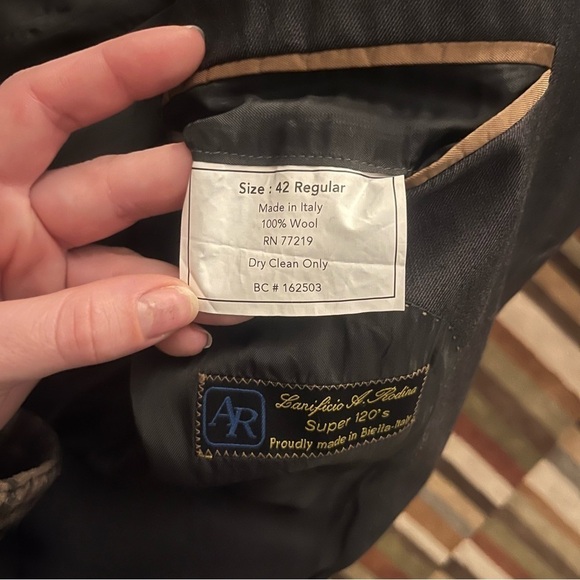 Size : 42 Regular
Made in Italy
100% Wool
RN 77219
Dry Clean Only
BC # 162503
AR
Lanificio A. Rodina
Super 120's
Proudly made in Biella-Italy